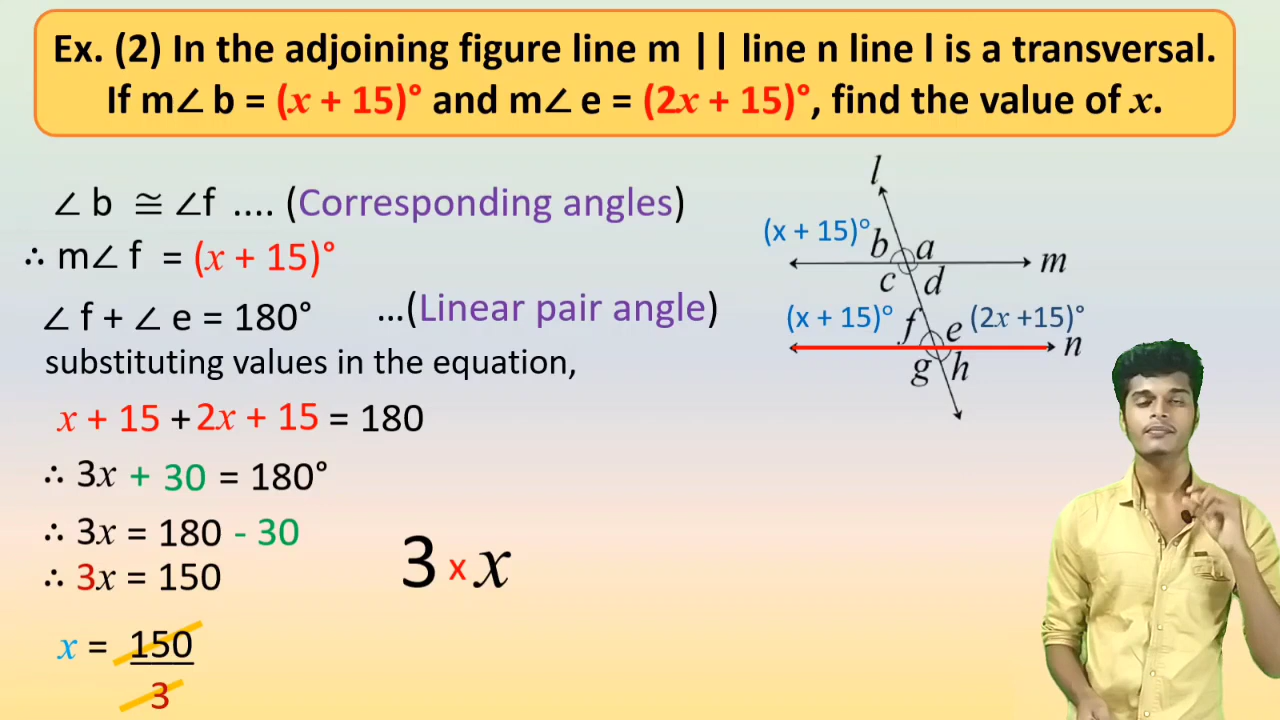 Ex. (2) In the adjoining figure line m || line n line l is a transversal.
If m∠ b = (x + 15)° and m∠ e = (2x + 15)°, find the value of x.
∠ b ≅ ∠f .... (Corresponding angles)
∴ m∠ f = (x + 15)°
∠ f + ∠ e = 180° ...(Linear pair angle)
substituting values in the equation,
x + 15 + 2x + 15 = 180
∴ 3x + 30 = 180°
∴ 3x = 180 - 30
∴ 3x = 150
x = 150
3
3 x x
l
(x + 15)° b a
m
c d
(x + 15)° f e (2x +15)°
n
g h